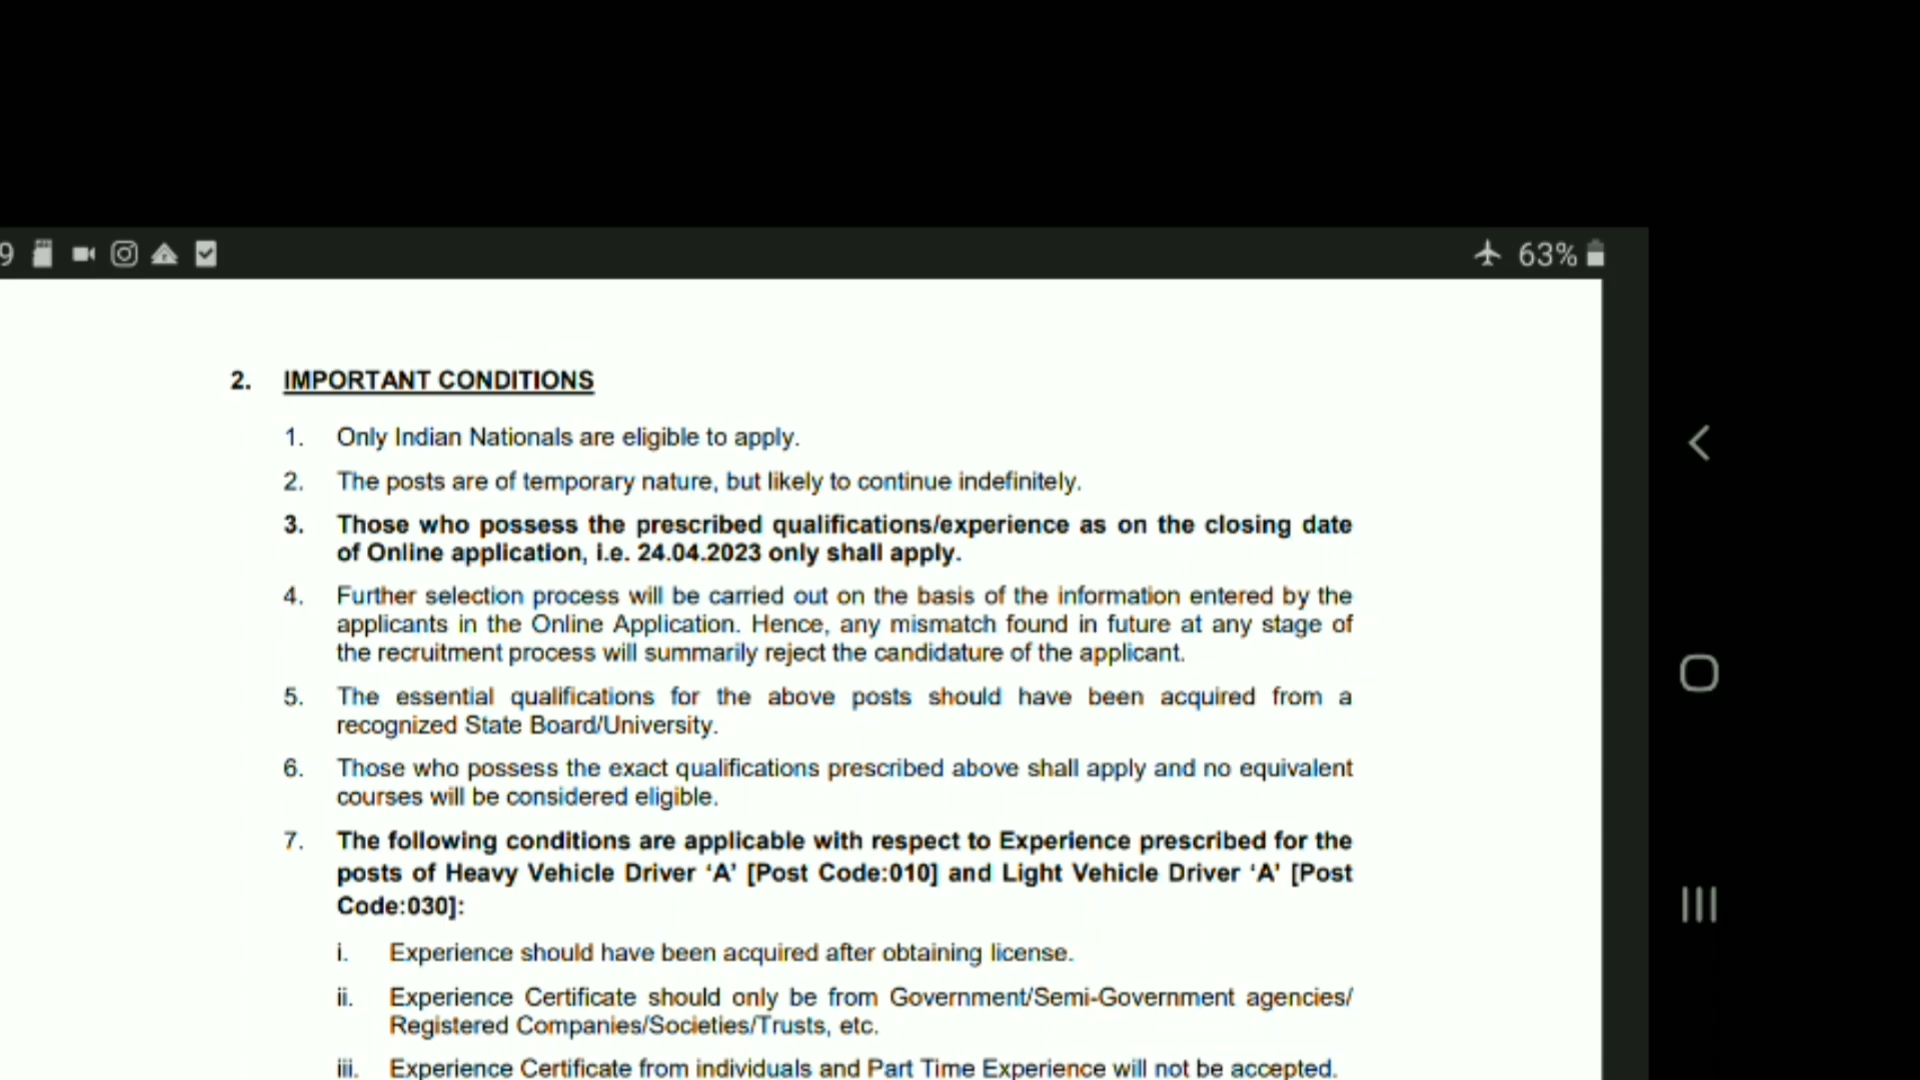 9
63%
2. IMPORTANT CONDITIONS
1. Only Indian Nationals are eligible to apply.
2. The posts are of temporary nature, but likely to continue indefinitely.
3. Those who possess the prescribed qualifications/experience as on the closing date
of Online application, i.e. 24.04.2023 only shall apply.
4. Further selection process will be carried out on the basis of the information entered by the
applicants in the Online Application. Hence, any mismatch found in future at any stage of
the recruitment process will summarily reject the candidature of the applicant.
5. The essential qualifications for the above posts should have been acquired from a
recognized State Board/University.
6. Those who possess the exact qualifications prescribed above shall apply and no equivalent
courses will be considered eligible.
7. The following conditions are applicable with respect to Experience prescribed for the
posts of Heavy Vehicle Driver ‘A’ [Post Code:010] and Light Vehicle Driver ‘A’ [Post
Code:030]:
i. Experience should have been acquired after obtaining license.
ii. Experience Certificate should only be from Government/Semi-Government agencies/
Registered Companies/Societies/Trusts, etc.
iii. Experience Certificate from individuals and Part Time Experience will not be accepted.